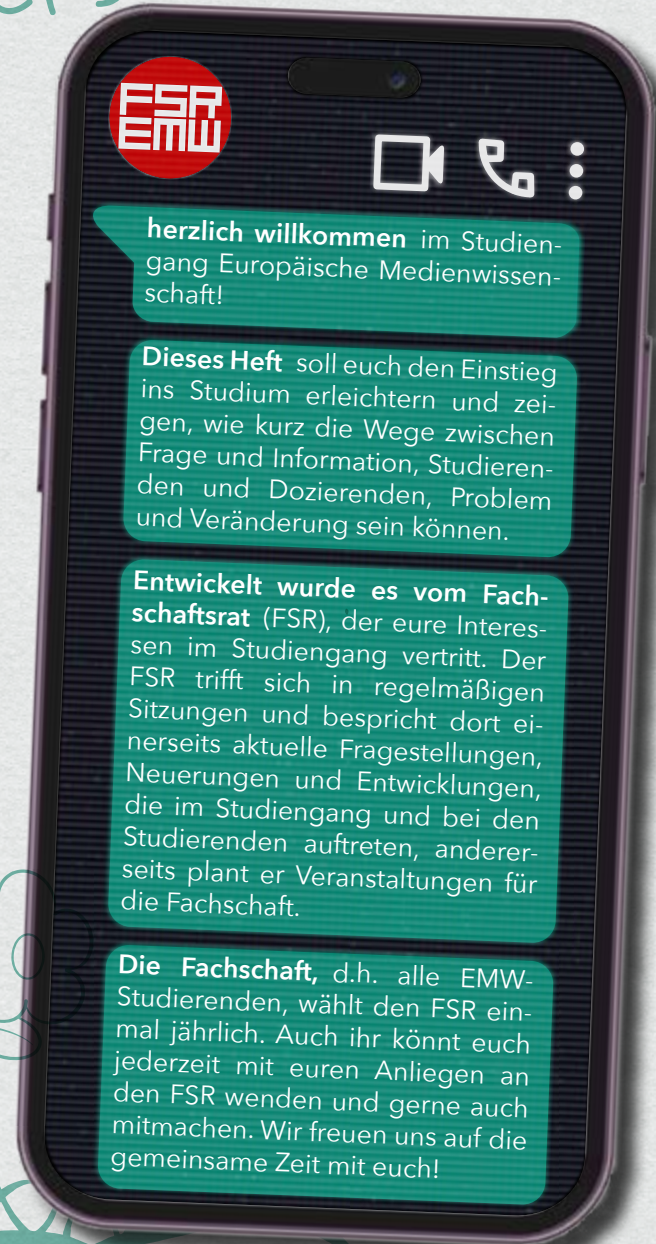 FSR
EMW
herzlich willkommen im Studien-
gang Europäische Medienwissen-
schaft!
Dieses Heft soll euch den Einstieg
ins Studium erleichtern und zei-
gen, wie kurz die Wege zwischen
Frage und Information, Studieren-
den und Dozierenden, Problem
und Veränderung sein können.
Entwickelt wurde es vom Fach-
schaftsrat (FSR), der eure Interes-
sen im Studiengang vertritt. Der
FSR trifft sich in regelmäßigen
Sitzungen und bespricht dort ei-
nerseits aktuelle Fragestellungen,
Neuerungen und Entwicklungen,
die im Studiengang und bei den
Studierenden auftreten, anderer-
seits plant er Veranstaltungen für
die Fachschaft.
Die Fachschaft, d.h. alle EMW-
Studierenden, wählt den FSR ein-
mal jährlich. Auch ihr könnt euch
jederzeit mit euren Anliegen an
den FSR wenden und gerne auch
mitmachen. Wir freuen uns auf die
gemeinsame Zeit mit euch!